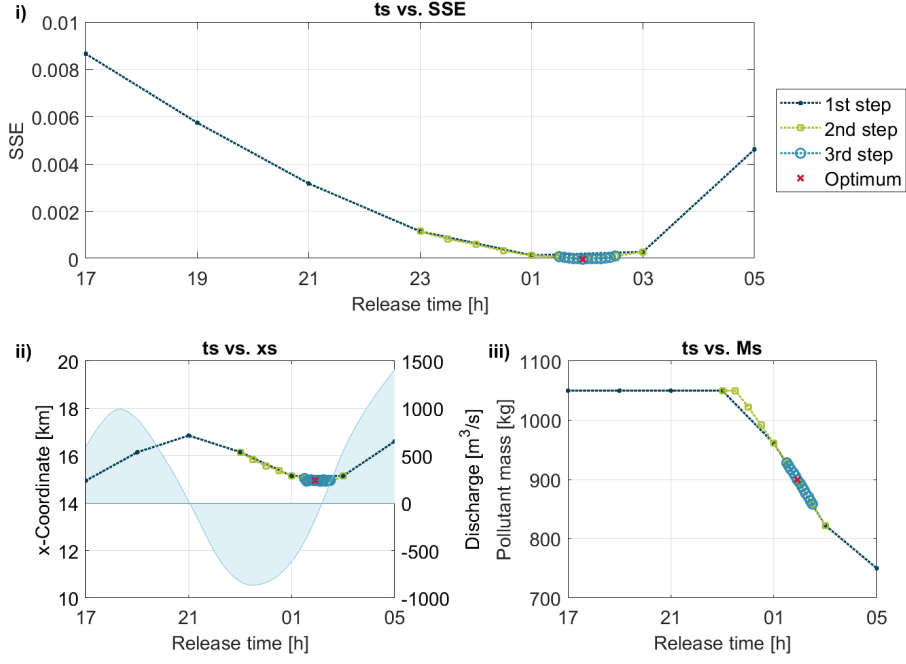 i)
ts vs. SSE
0.01
0.008
0.006
0.004
0.002
0
SSE
17
19
21
23
01
03
05
Release time [h]
1st step
2nd step
3rd step
Optimum
ii)
ts vs. xs
20
18
16
14
12
10
x-Coordinate [km]
1500
1000
500
0
-500
-1000
Discharge [m³/s]
17
21
01
05
Release time [h]
iii)
ts vs. Ms
1100
1000
900
800
700
Pollutant mass [kg]
17
21
01
05
Release time [h]